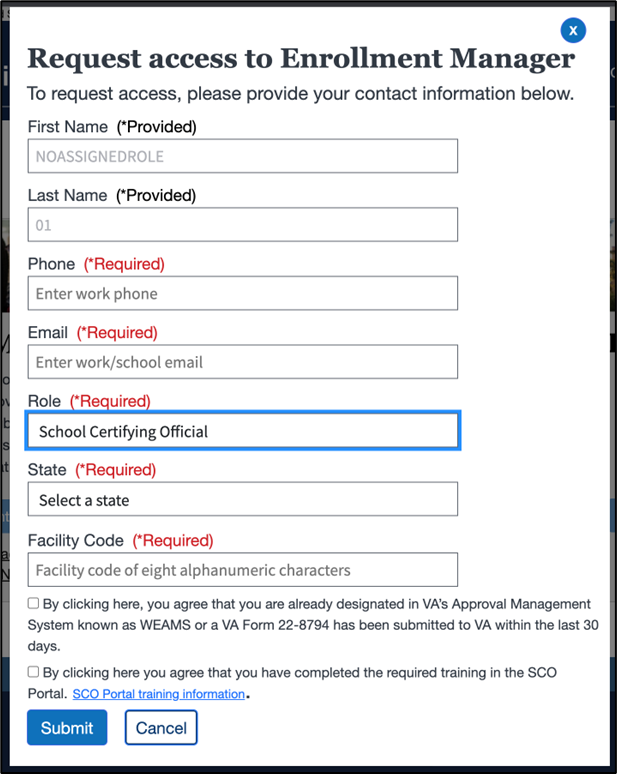 x
Request access to Enrollment Manager
To request access, please provide your contact information below.
First Name (*Provided)
NOASSIGNEDROLE
Last Name (*Provided)
01
Phone (*Required)
Enter work phone
Email (*Required)
Enter work/school email
Role (*Required)
School Certifying Official
State (*Required)
Select a state
Facility Code (*Required)
Facility code of eight alphanumeric characters
By clicking here, you agree that you are already designated in VA's Approval Management
System known as WEAMS or a VA Form 22-8794 has been submitted to VA within the last 30
days.
By clicking here you agree that you have completed the required training in the SCO
Portal. SCO Portal training information.
Submit Cancel